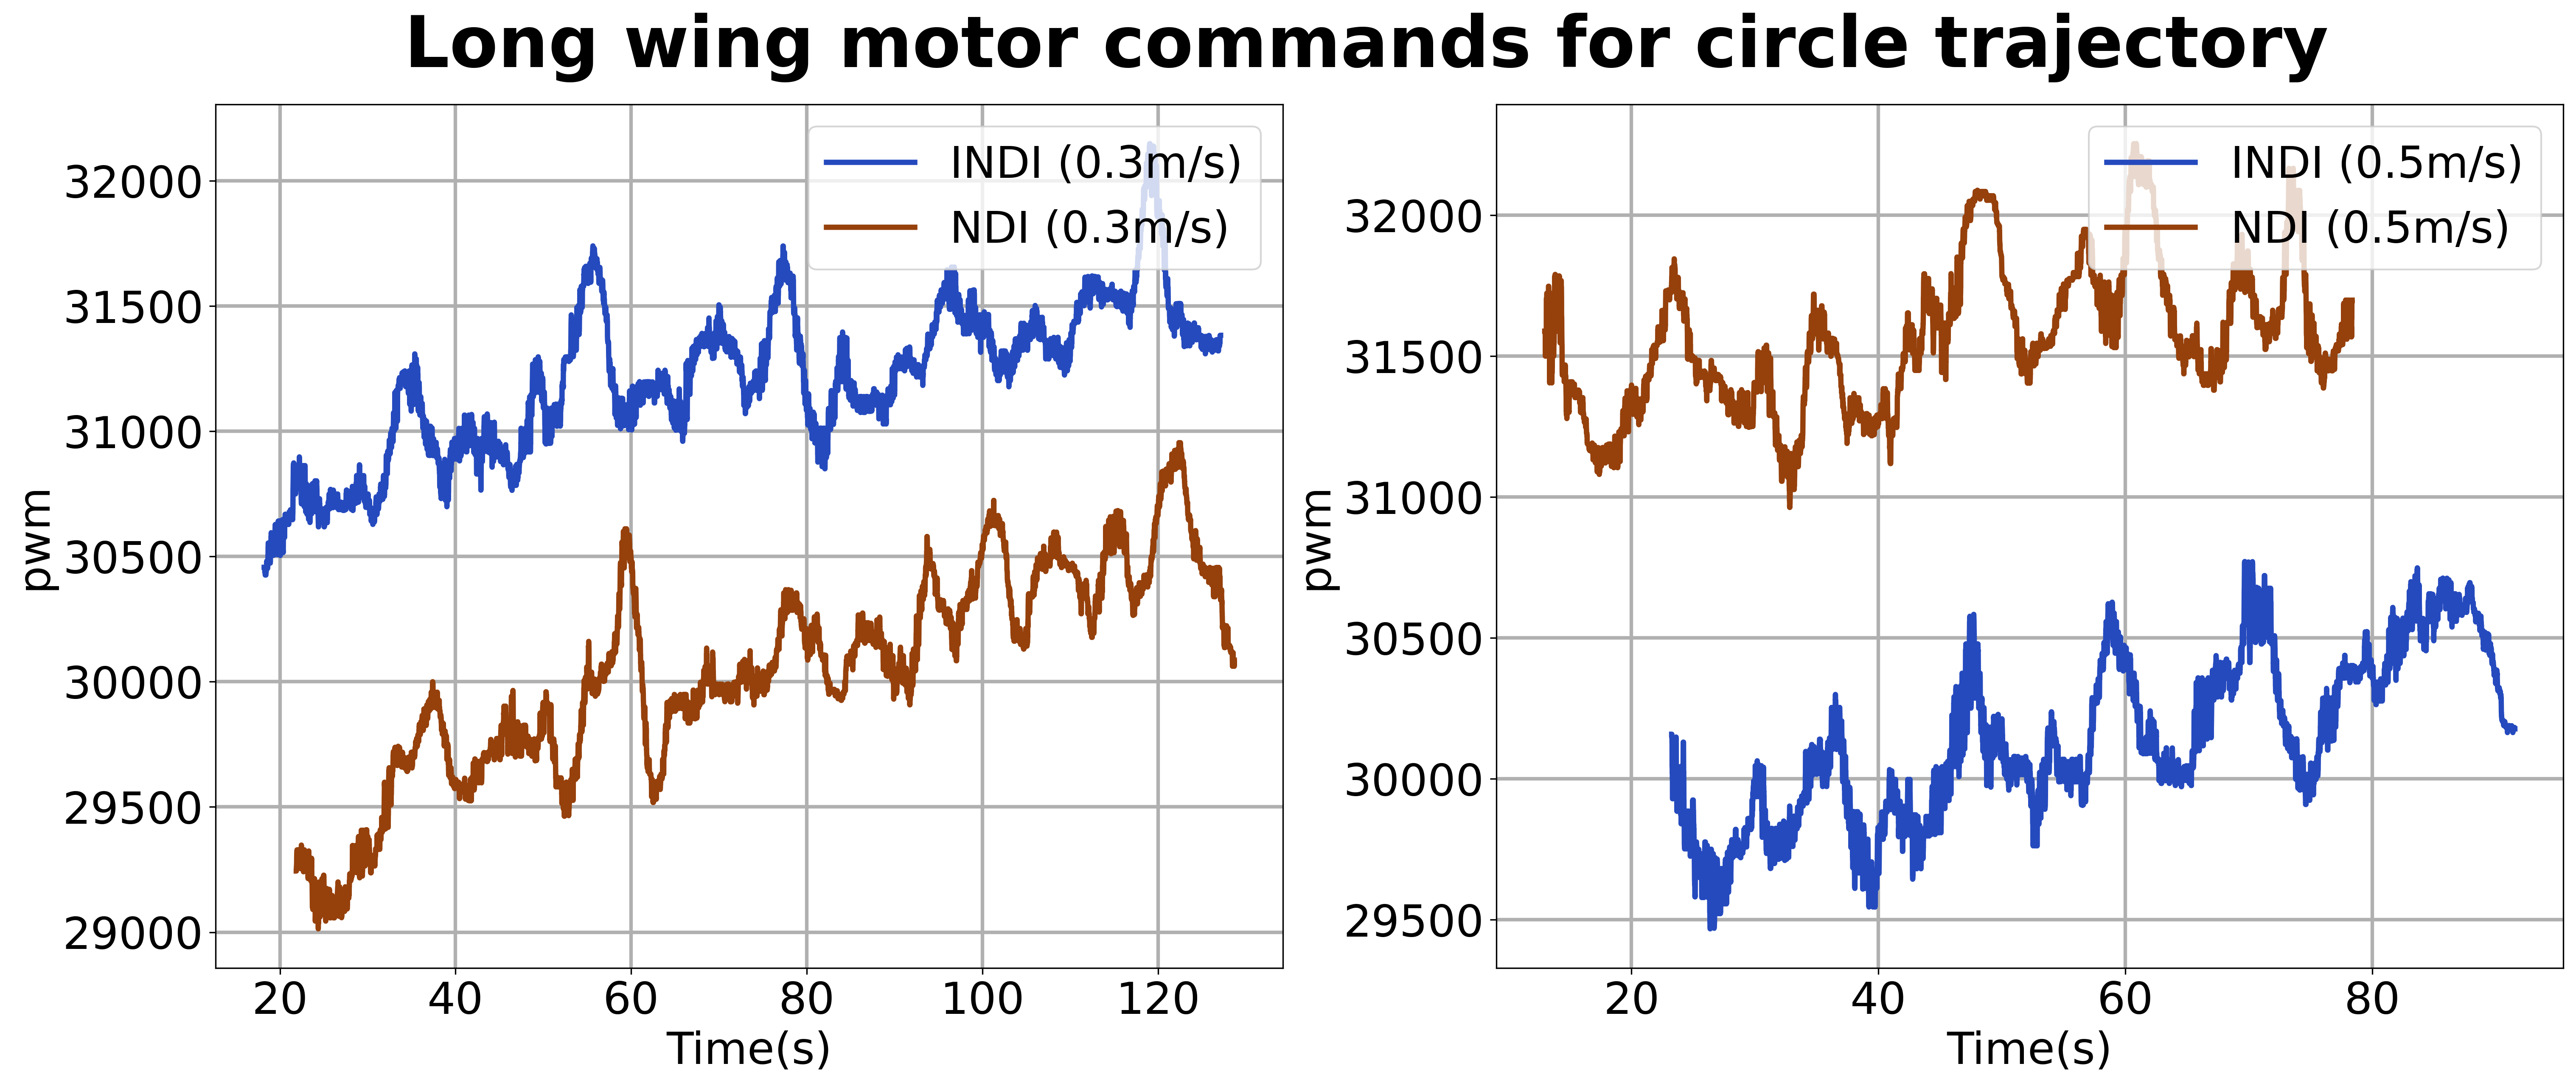 Long wing motor commands for circle trajectory
INDI (0.3m/s)
NDI (0.3m/s)
32000
31500
31000
30500
30000
29500
29000
pwm
20 40 60 80 100 120
Time(s)
INDI (0.5m/s)
NDI (0.5m/s)
32000
31500
31000
30500
30000
29500
pwm
20 40 60 80
Time(s)